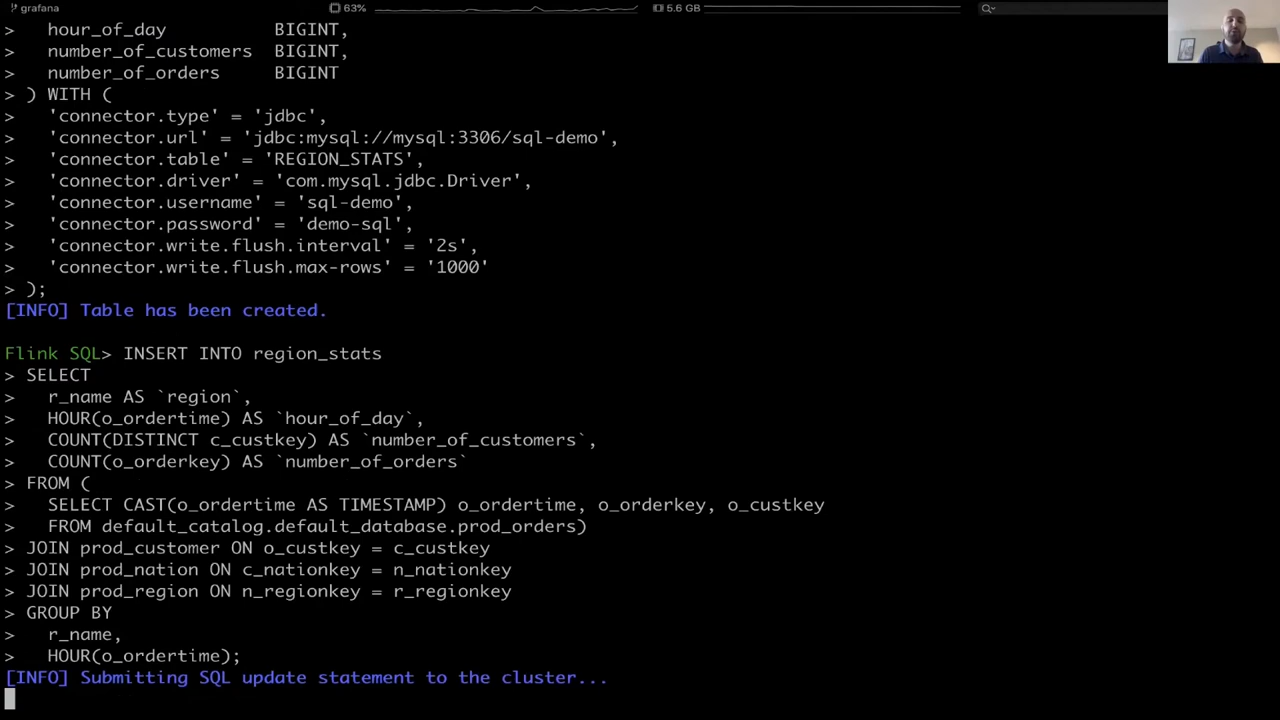 grafana 63% 5.6 GB
> hour_of_day BIGINT,
> number_of_customers BIGINT,
> number_of_orders BIGINT
> ) WITH (
> 'connector.type' = 'jdbc',
> 'connector.url' = 'jdbc:mysql://mysql:3306/sql-demo',
> 'connector.table' = 'REGION_STATS',
> 'connector.driver' = 'com.mysql.jdbc.Driver',
> 'connector.username' = 'sql-demo',
> 'connector.password' = 'demo-sql',
> 'connector.write.flush.interval' = '2s',
> 'connector.write.flush.max-rows' = '1000'
> );
[INFO] Table has been created.
Flink SQL> INSERT INTO region_stats
> SELECT
> r_name AS `region`,
> HOUR(o_ordertime) AS `hour_of_day`,
> COUNT(DISTINCT c_custkey) AS `number_of_customers`,
> COUNT(o_orderkey) AS `number_of_orders`
> FROM (
> SELECT CAST(o_ordertime AS TIMESTAMP) o_ordertime, o_orderkey, o_custkey
> FROM default_catalog.default_database.prod_orders)
> JOIN prod_customer ON o_custkey = c_custkey
> JOIN prod_nation ON c_nationkey = n_nationkey
> JOIN prod_region ON n_regionkey = r_regionkey
> GROUP BY
> r_name,
> HOUR(o_ordertime);
[INFO] Submitting SQL update statement to the cluster...